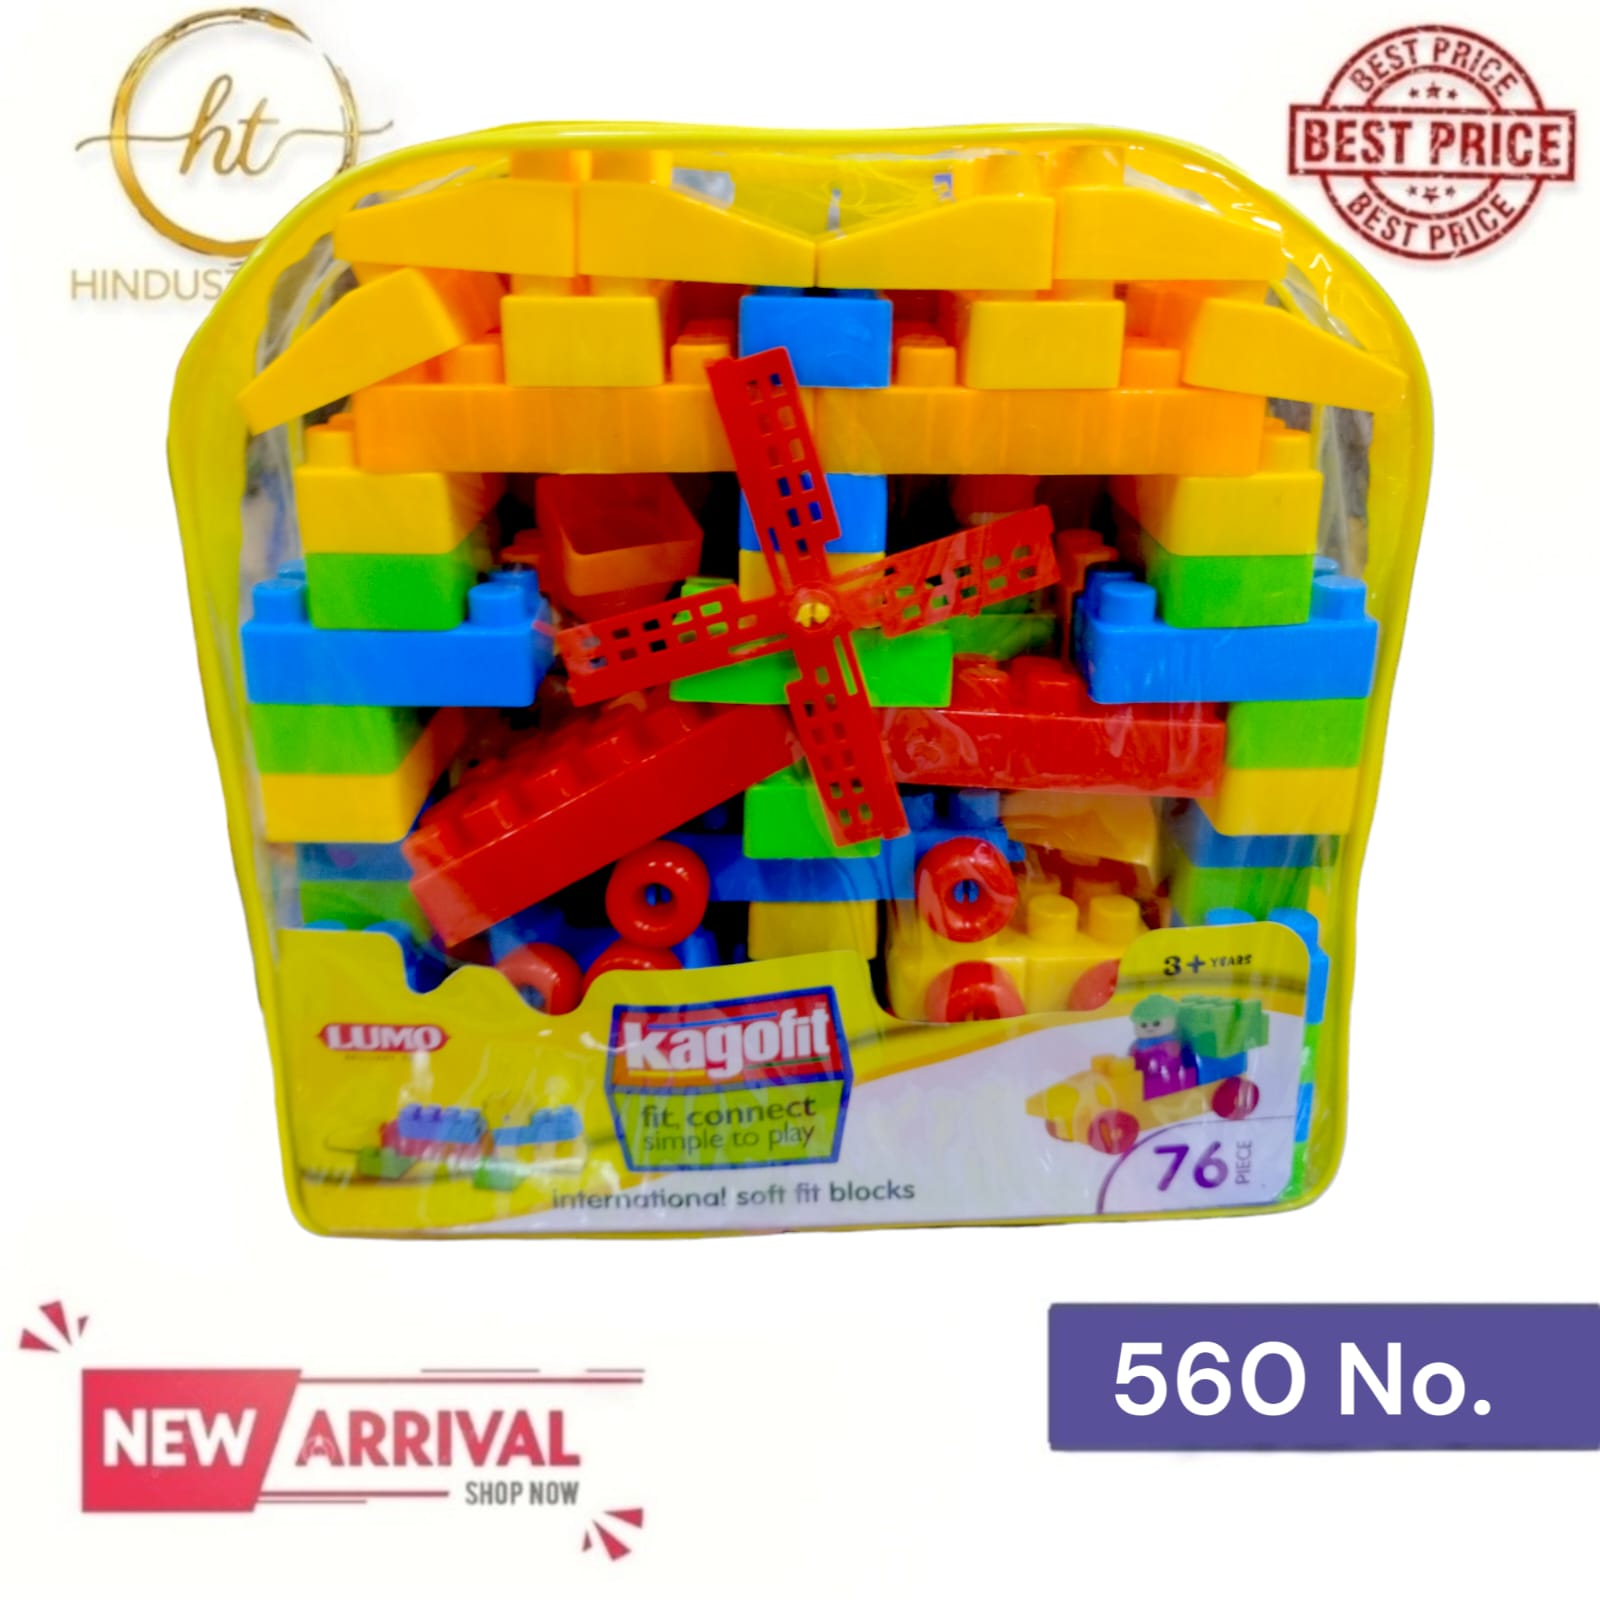 ht
BEST PRICE
BEST PRICE
BEST PRICE
3+ YEARS
LUMO
kagofit
fit, connect
simple to play
76 PIECE
international soft fit blocks
560 No.
NEW ARRIVAL
SHOP NOW